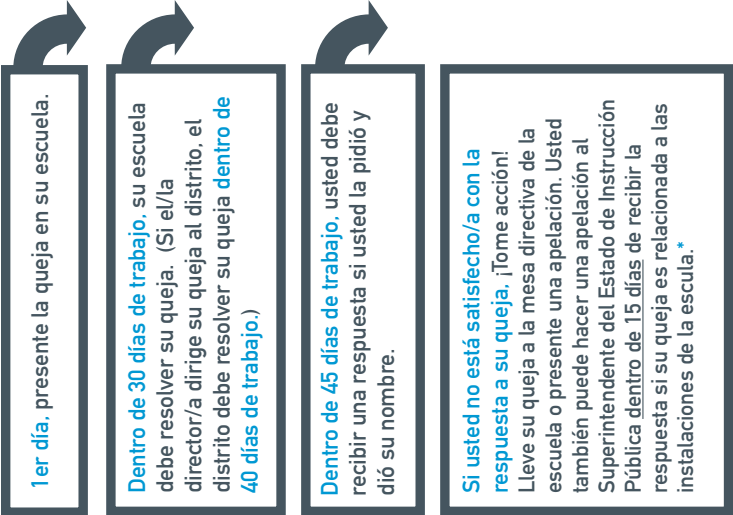 1er día, presente la queja en su escuela.
Dentro de 30 días de trabajo, su escuela
debe resolver su queja. (Si el/la
director/a dirige su queja al distrito, el
distrito debe resolver su queja dentro de
40 días de trabajo.)
Dentro de 45 días de trabajo, usted debe
recibir una respuesta si usted la pidió y
dió su nombre.
Si usted no está satisfecho/a con la
respuesta a su queja, ¡Tome acción!
Lleve su queja a la mesa directiva de la
escuela o presente una apelación. Usted
también puede hacer una apelación al
Superintendente del Estado de Instrucción
Pública dentro de 15 días de recibir la
respuesta si su queja es relacionada a las
instalaciones de la escula.*